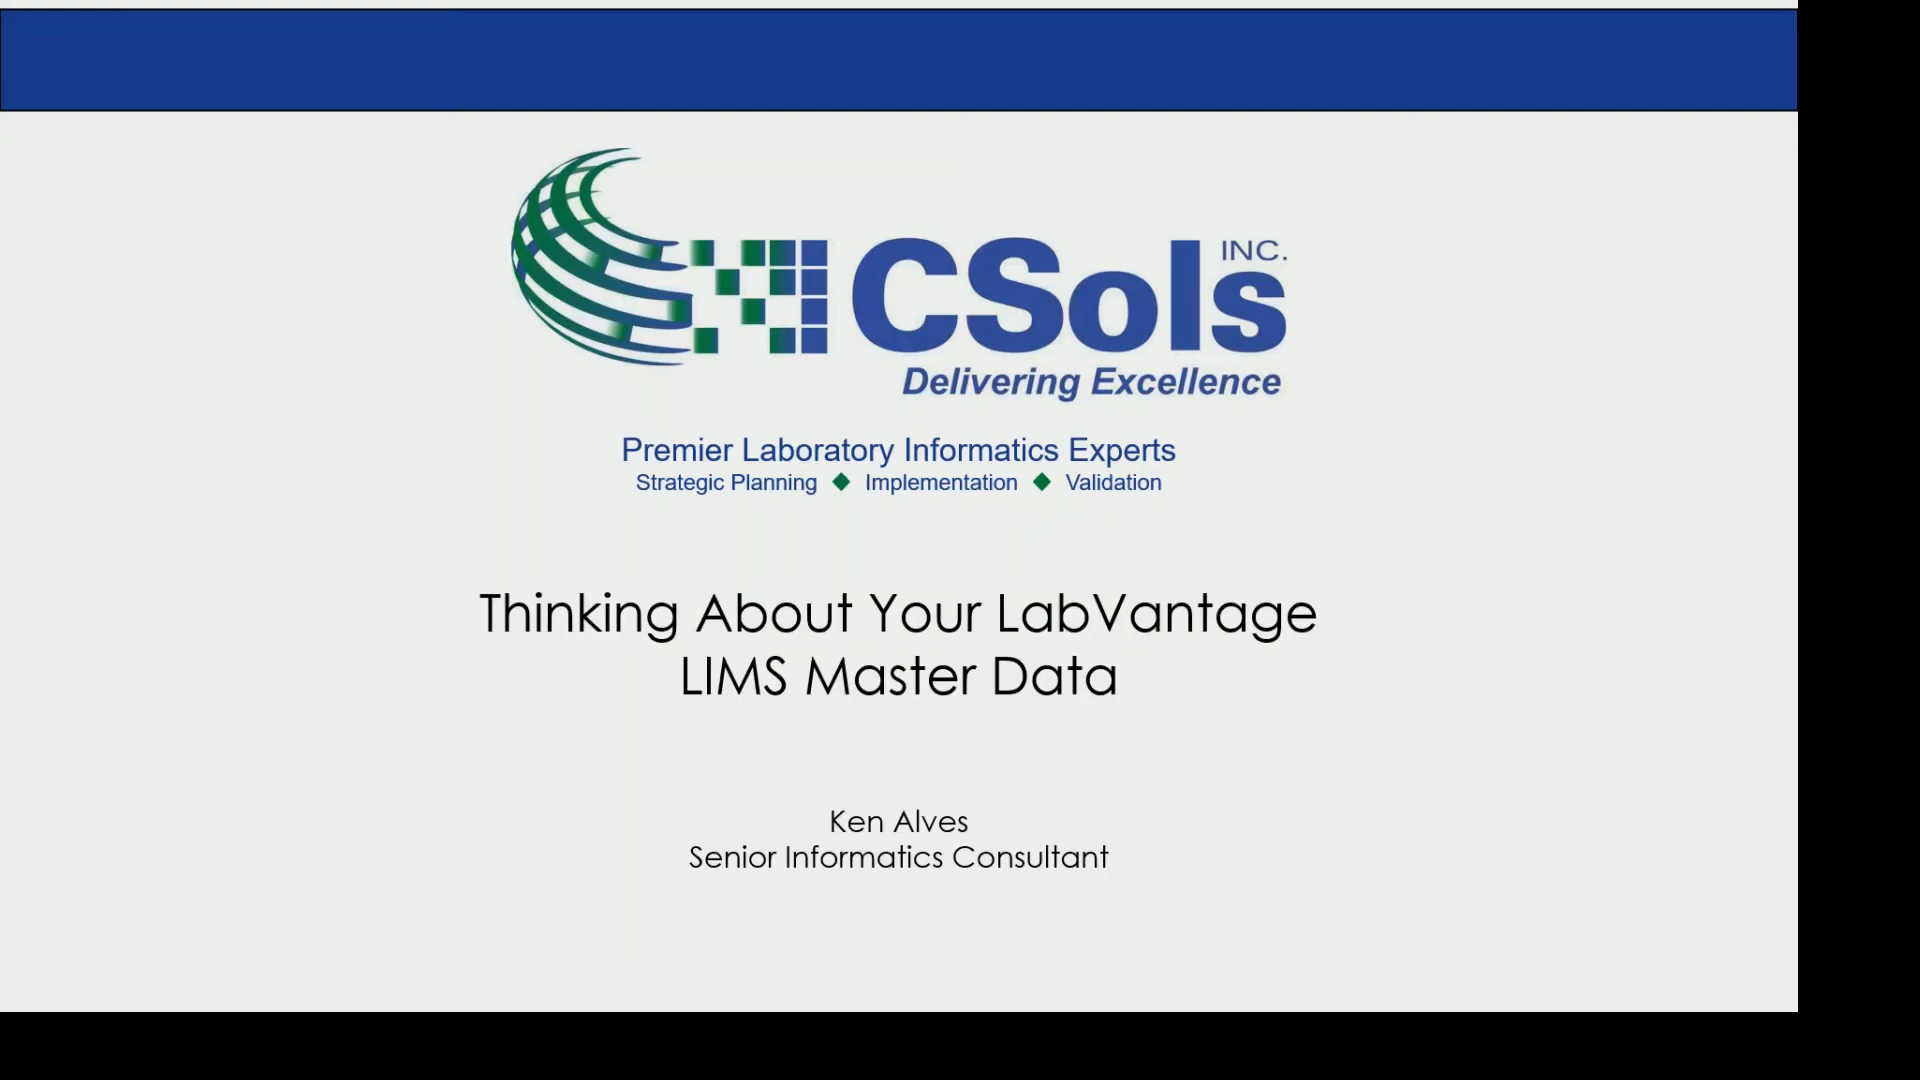 CSols INC.
Delivering Excellence
Premier Laboratory Informatics Experts
Strategic Planning ◆ Implementation ◆ Validation
Thinking About Your LabVantage
LIMS Master Data
Ken Alves
Senior Informatics Consultant